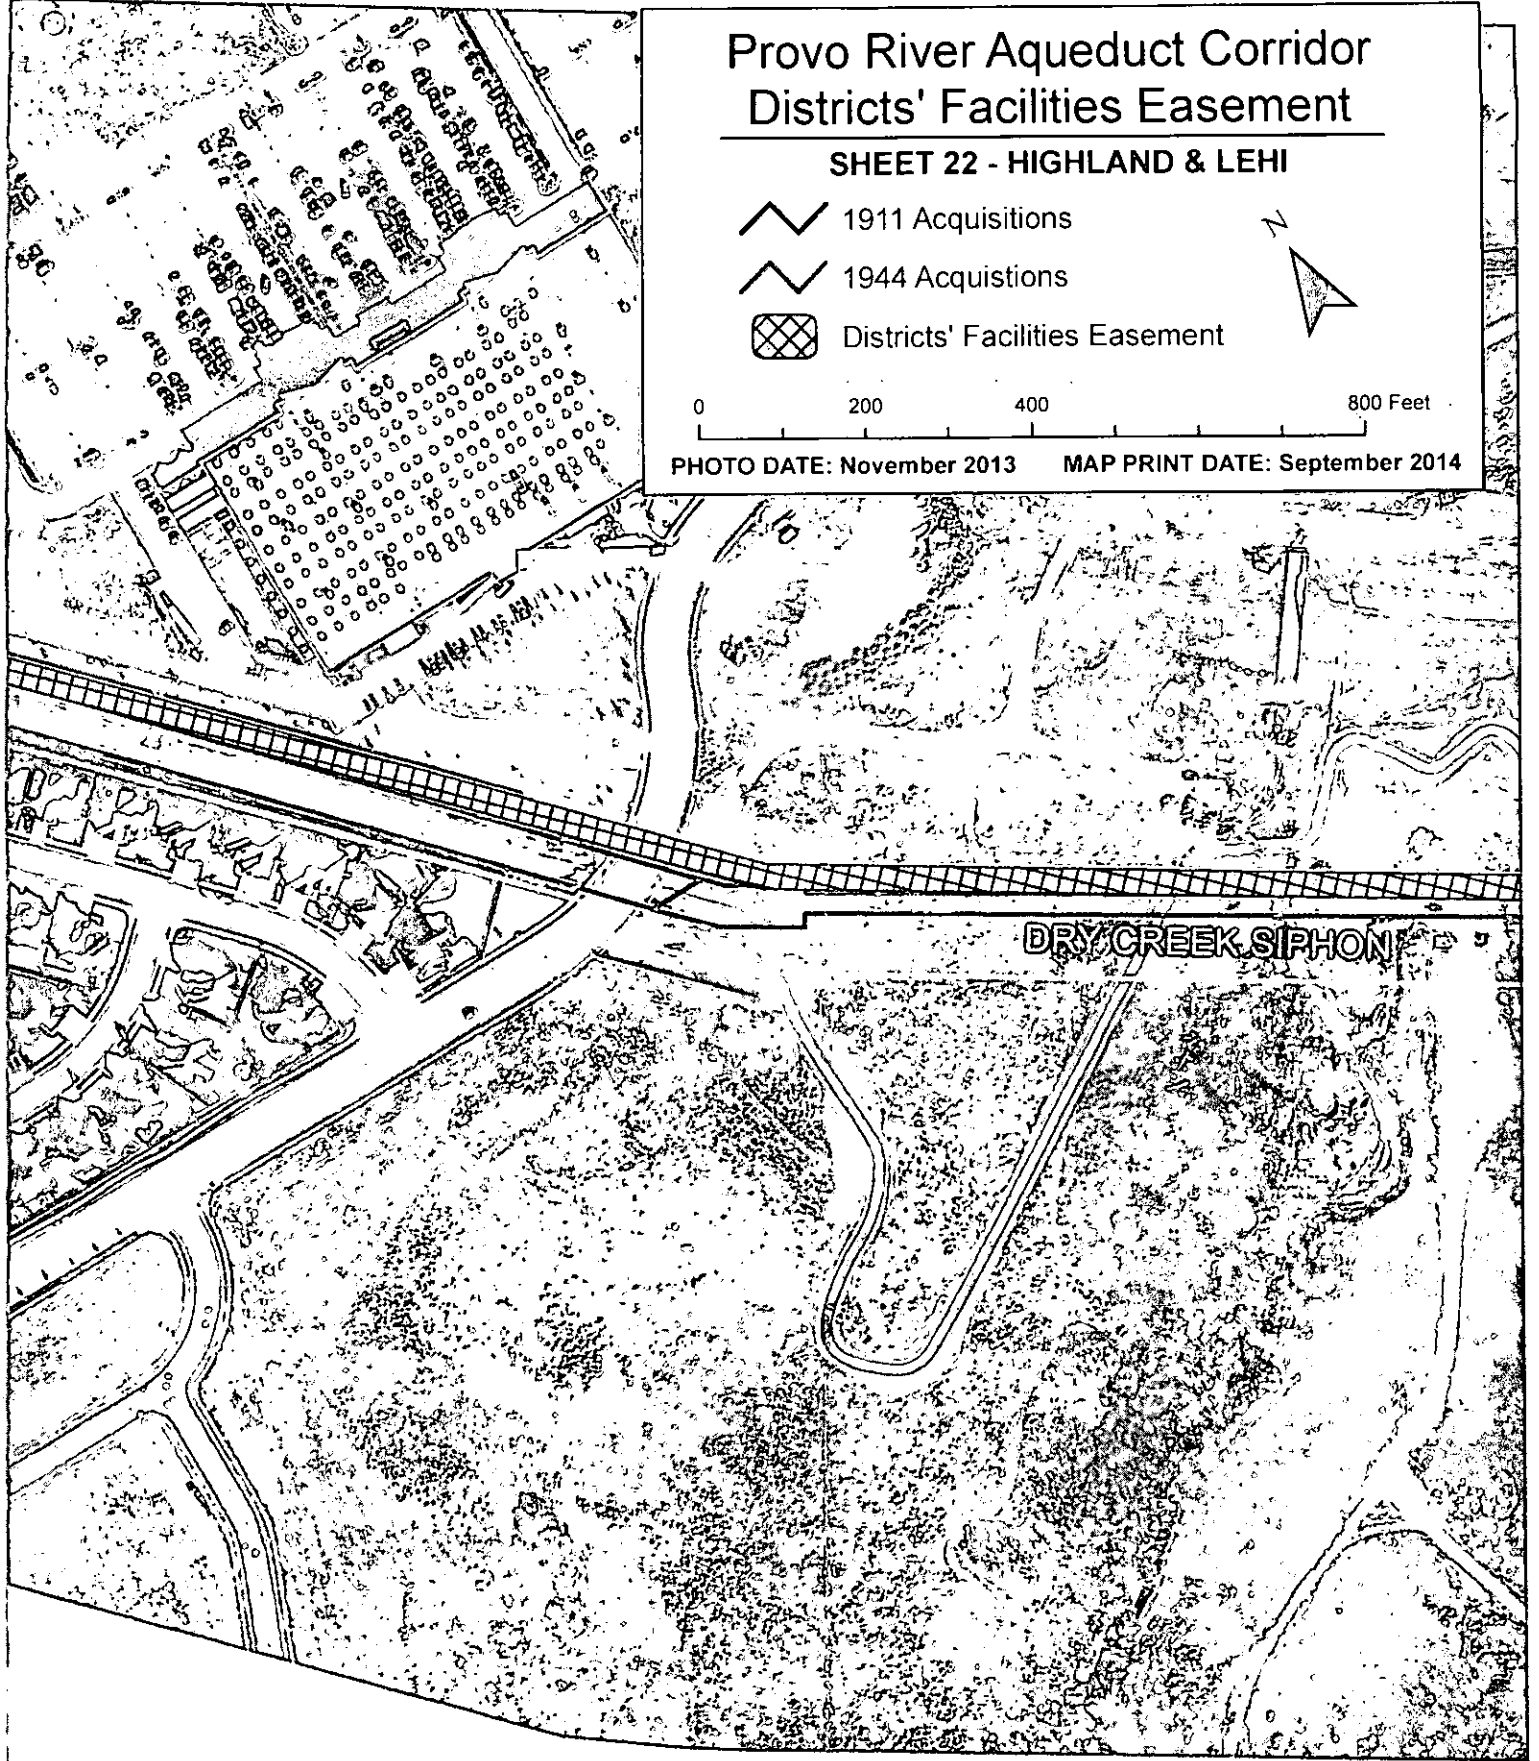 Provo River Aqueduct Corridor
Districts' Facilities Easement
SHEET 22 - HIGHLAND & LEHI
1911 Acquisitions
N
1944 Acquistions
Districts' Facilities Easement
0 200 400 800 Feet
PHOTO DATE: November 2013 MAP PRINT DATE: September 2014
DRY CREEK SIPHON